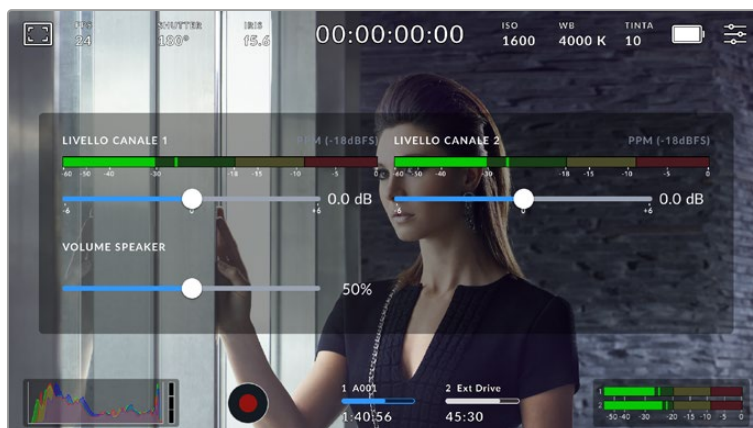 FPS SHUTTER IRIS 00:00:00:00 ISO WB TINTA
24 180° f5.6 1600 4000 K 10
LIVELLO CANALE 1 PPM (-18dBFS) LIVELLO CANALE 2 PPM (-18dBFS)
-60 -50 -40 -30 -18 -15 -10 -5 0 -60 -50 -40 -30 -18 -15 -10 -5 0
0.0 dB 0.0 dB
-6 0 +6 -6 0 +6
VOLUME SPEAKER
50%
1 A001 2 Ext Drive
1:40:56 45:30
1
2
-50 -40 -30 -20 -15 -10 -5 0